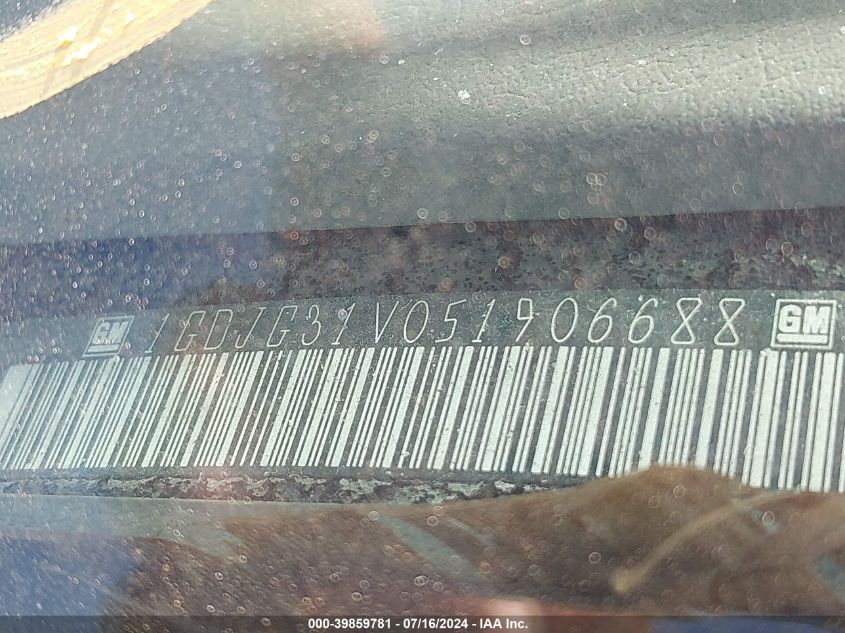 GM 1GDJG31V051906688 GM
000-39859781 - 07/16/2024 - IAA Inc.